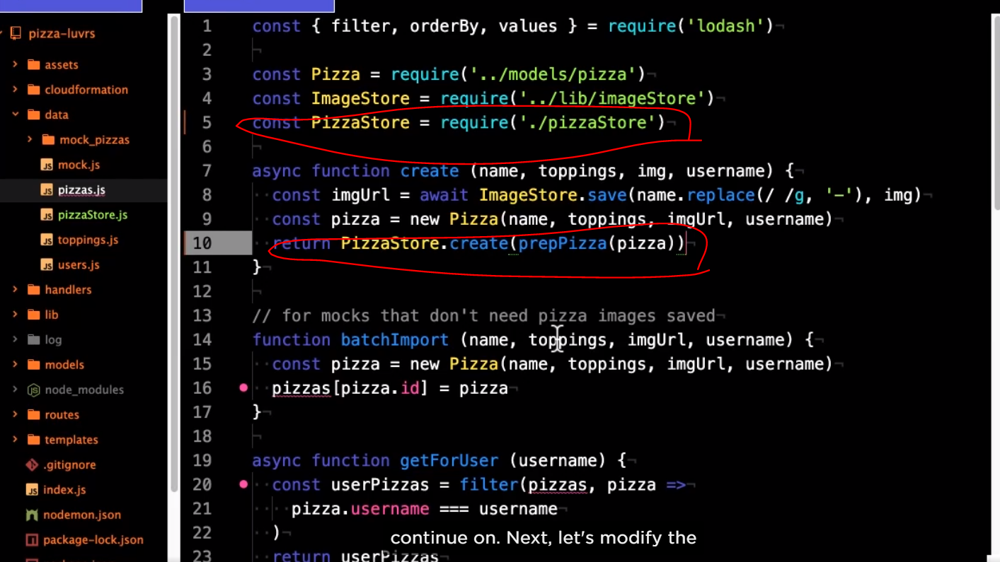 pizza-luvrs
assets
cloudformation
data
mock_pizzas
mock.js
pizzas.js
pizzaStore.js
toppings.js
users.js
handlers
lib
log
models
node_modules
routes
templates
.gitignore
index.js
nodemon.json
package-lock.json
1 const { filter, orderBy, values } = require('lodash')
2
3 const Pizza = require('../models/pizza')
4 const ImageStore = require('../lib/imageStore')
5 const PizzaStore = require('./pizzaStore')
6
7 async function create (name, toppings, img, username) {
8 const imgUrl = await ImageStore.save(name.replace(/ /g, '-'), img)
9 const pizza = new Pizza(name, toppings, imgUrl, username)
10 return PizzaStore.create(prepPizza(pizza))
11 }
12
13 // for mocks that don't need pizza images saved
14 function batchImport (name, toppings, imgUrl, username) {
15 const pizza = new Pizza(name, toppings, imgUrl, username)
16 pizzas[pizza.id] = pizza
17 }
18
19 async function getForUser (username) {
20 const userPizzas = filter(pizzas, pizza =>
21 pizza.username === username
22 )
23 return userPizzas
continue on. Next, let's modify the